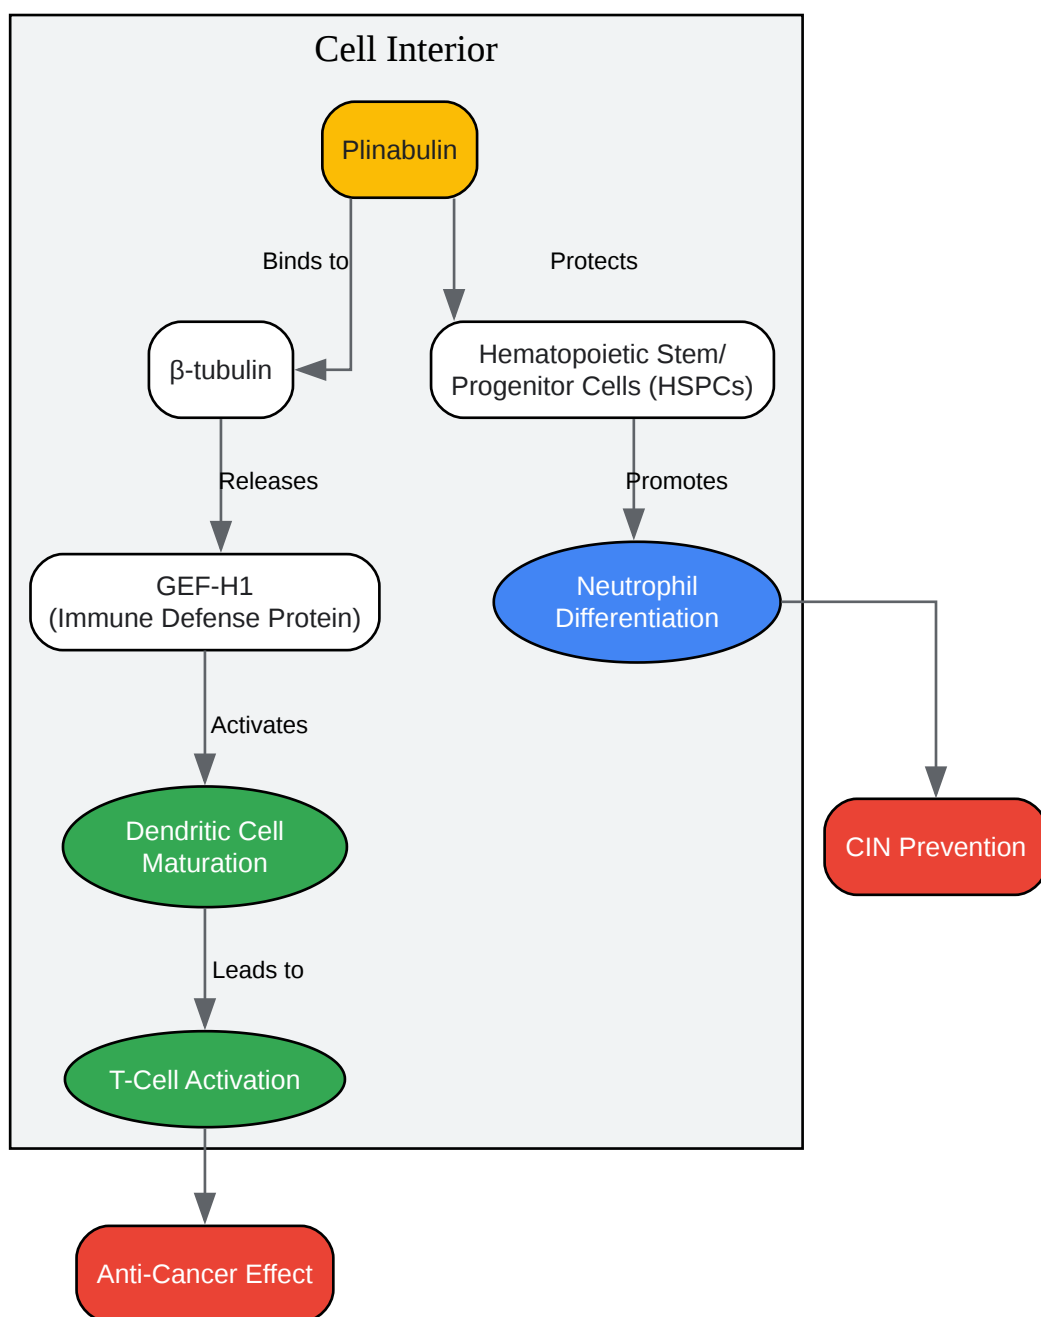 Cell Interior
Plinabulin
Binds to
Protects
β-tubulin
Hematopoietic Stem/
Progenitor Cells (HSPCs)
Releases
Promotes
GEF-H1
(Immune Defense Protein)
Neutrophil
Differentiation
Activates
Dendritic Cell
Maturation
CIN Prevention
Leads to
T-Cell Activation
Anti-Cancer Effect